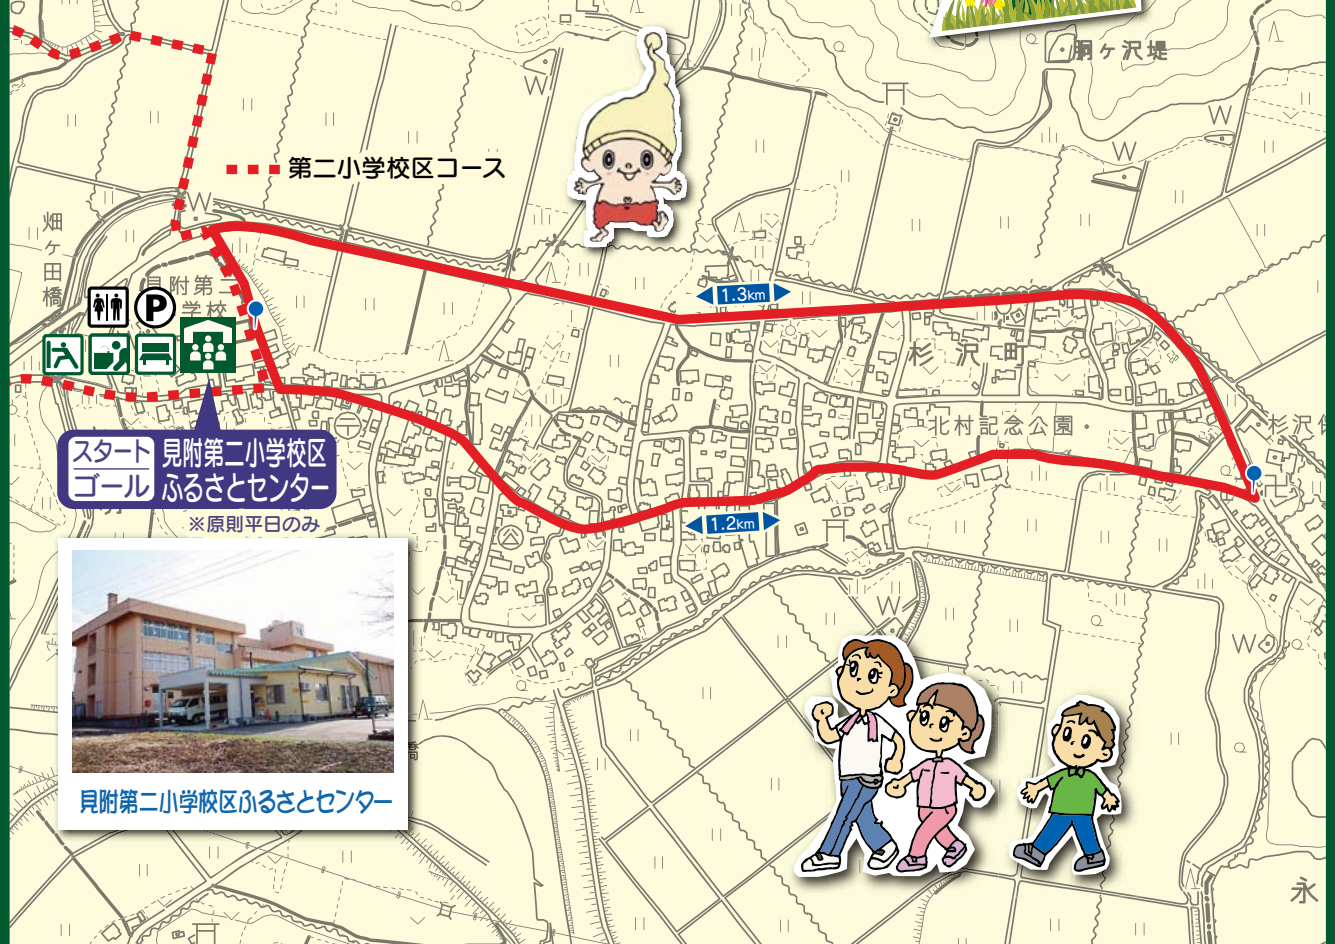 胴ヶ沢堤
第二小学校区コース
W
W
W
W
畑ヶ田橋
見附第二
学校
P
1.3km
杉沢町
北村記念公園
杉沢
スタート
ゴール
見附第二小学校区
ふるさとセンター
※原則平日のみ
1.2km
W
W
見附第二小学校区ふるさとセンター
橋
永